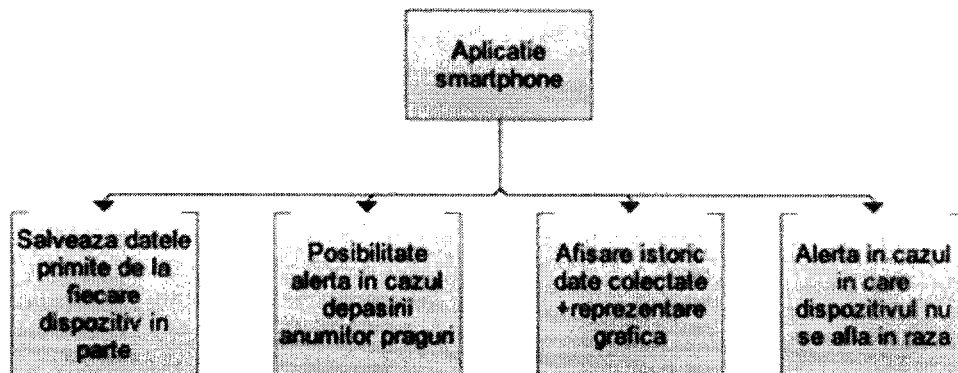 Aplicatie
smartphone
Salveaza datele
primite de la
fiecare
dispozitiv in
parte
Posibilitate
alerta in cazul
depasirii
anumitor praguri
Afisare istoric
date colectate
+reprezentare
grafica
Alerta in cazul
in care
dispozitivul nu
se afla in raza